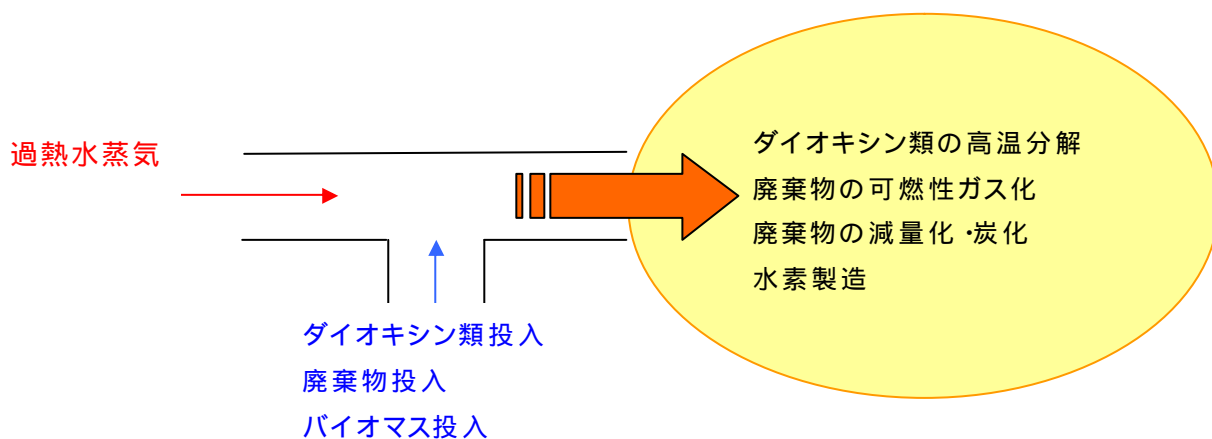 過熱水蒸気
ダイオキシン類の高温分解
廃棄物の可燃性ガス化
廃棄物の減量化・炭化
水素製造
ダイオキシン類投入
廃棄物投入
バイオマス投入